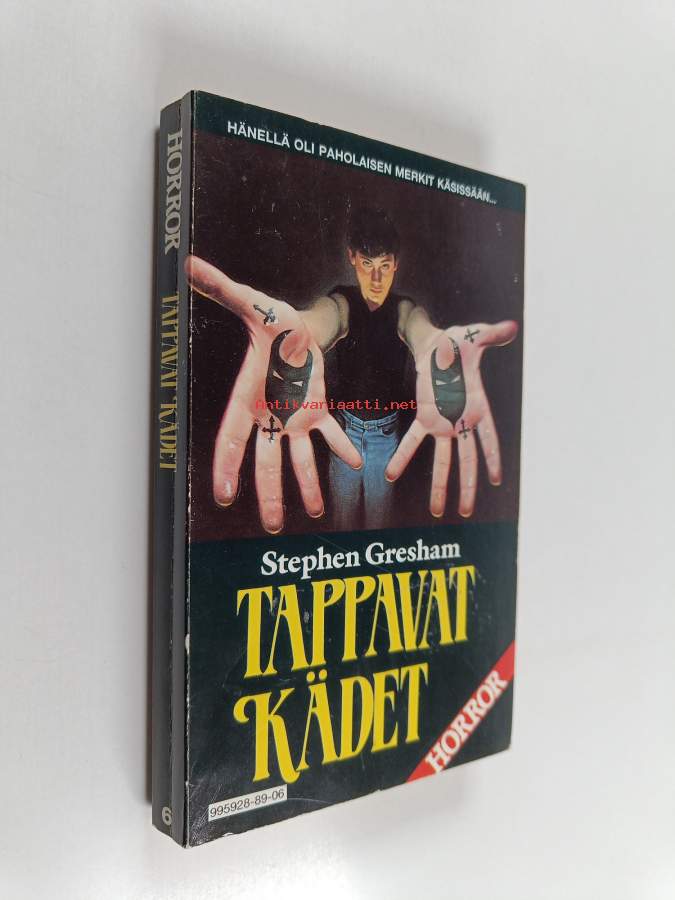 HORROR TAPPAVAT KÄDET
6
HÄNELLÄ OLI PAHOLAISEN MERKIT KÄSISSÄÄN...
Antikvariaatti.net
Stephen Gresham
TAPPAVAT
KÄDET
HORROR
995928-89-06